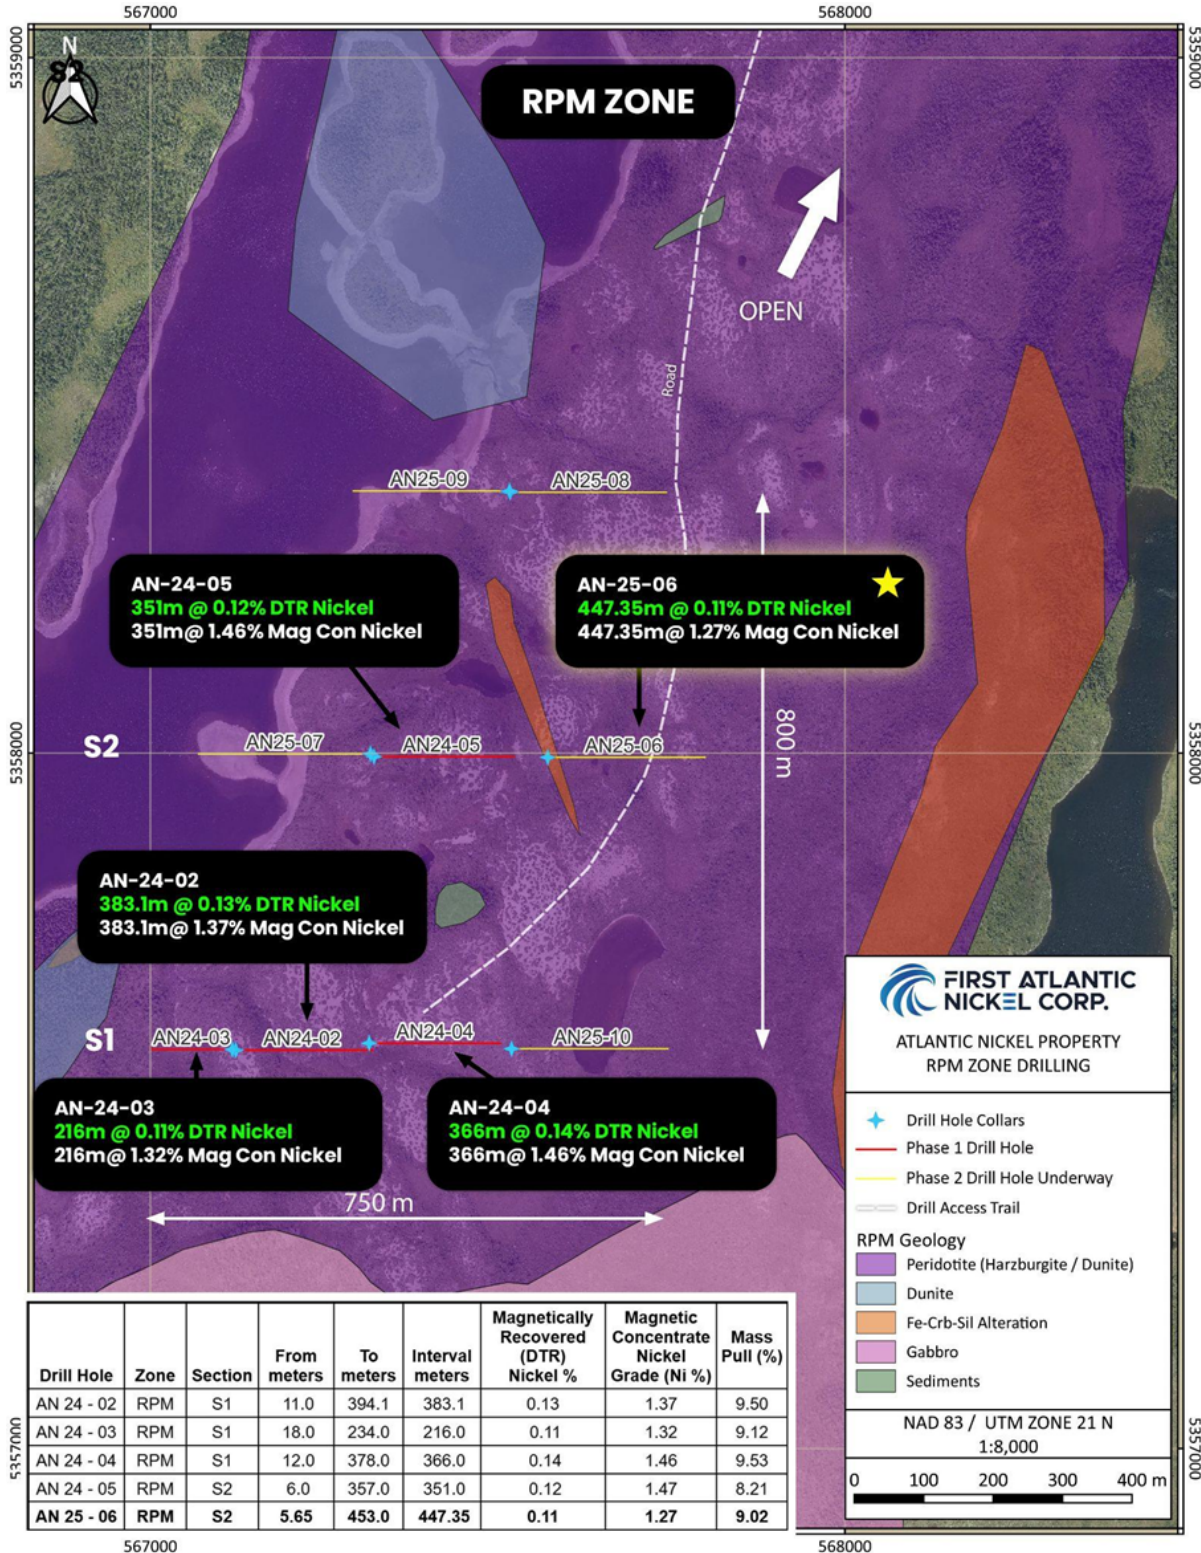 567000
568000
5359000
5359000
N
S2
RPM ZONE
OPEN
Road
AN25-09
AN25-08
AN-24-05
351m @ 0.12% DTR Nickel
351m@ 1.46% Mag Con Nickel
AN-25-06
447.35m @ 0.11% DTR Nickel
447.35m@ 1.27% Mag Con Nickel
800 m
S2
AN25-07
AN24-05
AN25-06
5358000
5358000
AN-24-02
383.1m @ 0.13% DTR Nickel
383.1m@ 1.37% Mag Con Nickel
S1
AN24-03
AN24-02
AN24-04
AN25-10
AN-24-03
216m @ 0.11% DTR Nickel
216m@ 1.32% Mag Con Nickel
AN-24-04
366m @ 0.14% DTR Nickel
366m@ 1.46% Mag Con Nickel
750 m
FIRST ATLANTIC
NICKEL CORP.
ATLANTIC NICKEL PROPERTY
RPM ZONE DRILLING
Drill Hole Collars
Phase 1 Drill Hole
Phase 2 Drill Hole Underway
Drill Access Trail
RPM Geology
Peridotite (Harzburgite / Dunite)
Dunite
Fe-Crb-Sil Alteration
Gabbro
Sediments
NAD 83 / UTM ZONE 21 N
1:8,000
0 100 200 300 400 m
Drill Hole Zone Section From meters To meters Interval meters Magnetically Recovered (DTR) Nickel % Magnetic Concentrate Nickel Grade (Ni %) Mass Pull (%)
AN 24 - 02 RPM S1 11.0 394.1 383.1 0.13 1.37 9.50
AN 24 - 03 RPM S1 18.0 234.0 216.0 0.11 1.32 9.12
AN 24 - 04 RPM S1 12.0 378.0 366.0 0.14 1.46 9.53
AN 24 - 05 RPM S2 6.0 357.0 351.0 0.12 1.47 8.21
AN 25 - 06 RPM S2 5.65 453.0 447.35 0.11 1.27 9.02
5357000
5357000
567000
568000